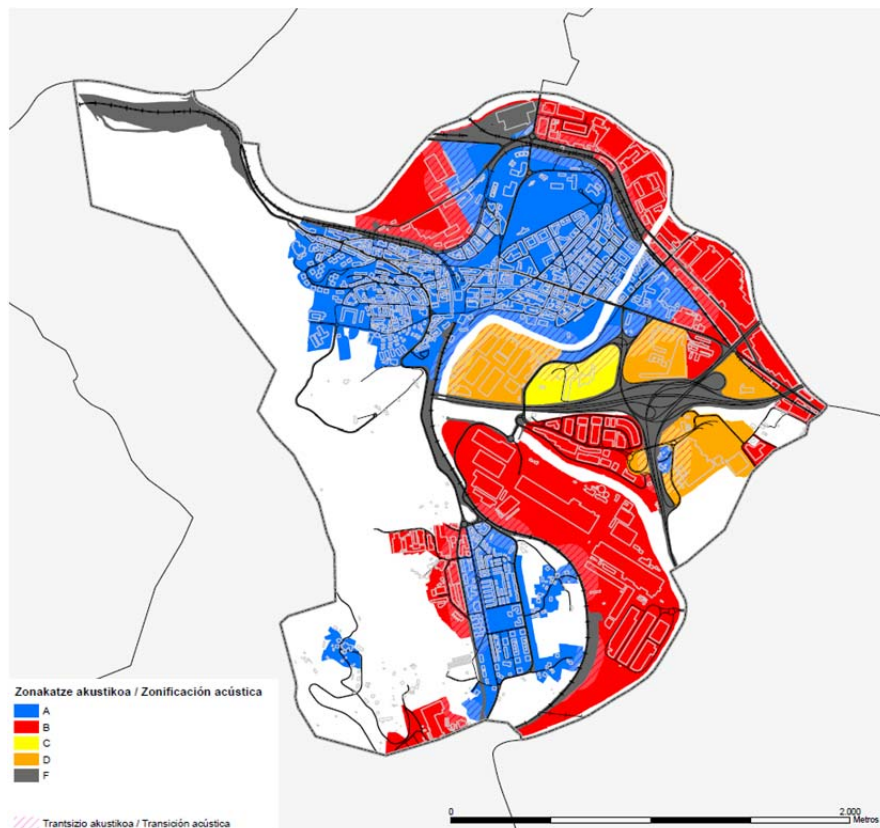 Zonakatze akustikoa / Zonificación acústica
A
B
C
D
F
Trantsizio akustikoa / Transición acústica
0
2.000
Metros